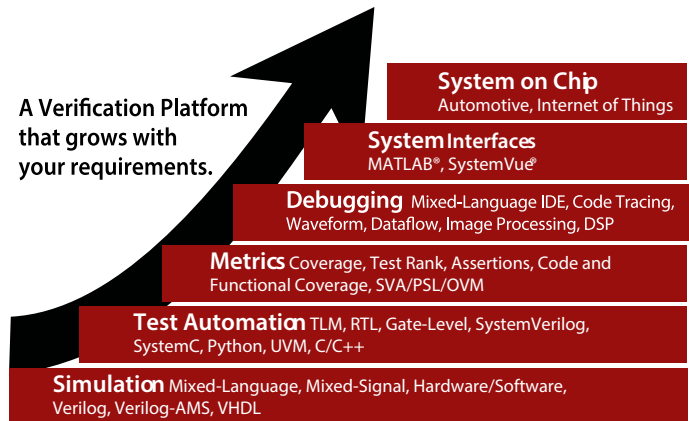 A Verification Platform
that grows with
your requirements.
System on Chip
Automotive, Internet of Things
System Interfaces
MATLAB®, SystemVue®
Debugging Mixed-Language IDE, Code Tracing,
Waveform, Dataflow, Image Processing, DSP
Metrics Coverage, Test Rank, Assertions, Code and
Functional Coverage, SVA/PSL/OVM
Test Automation TLM, RTL, Gate-Level, SystemVerilog,
SystemC, Python, UVM, C/C++
Simulation Mixed-Language, Mixed-Signal, Hardware/Software,
Verilog, Verilog-AMS, VHDL